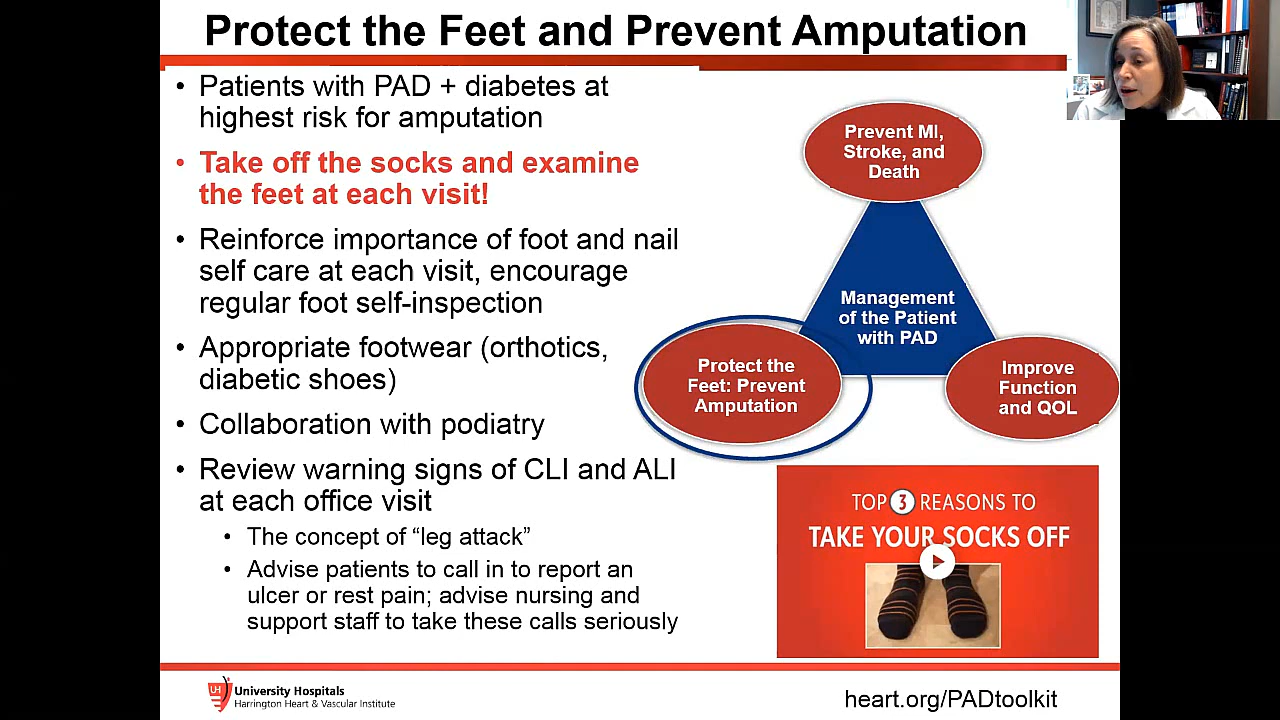 Protect the Feet and Prevent Amputation
• Patients with PAD + diabetes at
highest risk for amputation
• Take off the socks and examine
the feet at each visit!
• Reinforce importance of foot and nail
self care at each visit, encourage
regular foot self-inspection
• Appropriate footwear (orthotics,
diabetic shoes)
• Collaboration with podiatry
• Review warning signs of CLI and ALI
at each office visit
• The concept of “leg attack”
• Advise patients to call in to report an
ulcer or rest pain; advise nursing and
support staff to take these calls seriously
Prevent MI,
Stroke, and
Death
Management
of the Patient
with PAD
Protect the
Feet: Prevent
Amputation
Improve
Function
and QOL
TOP 3 REASONS TO
TAKE YOUR SOCKS OFF
UH
University Hospitals
Harrington Heart & Vascular Institute
heart.org/PADtoolkit